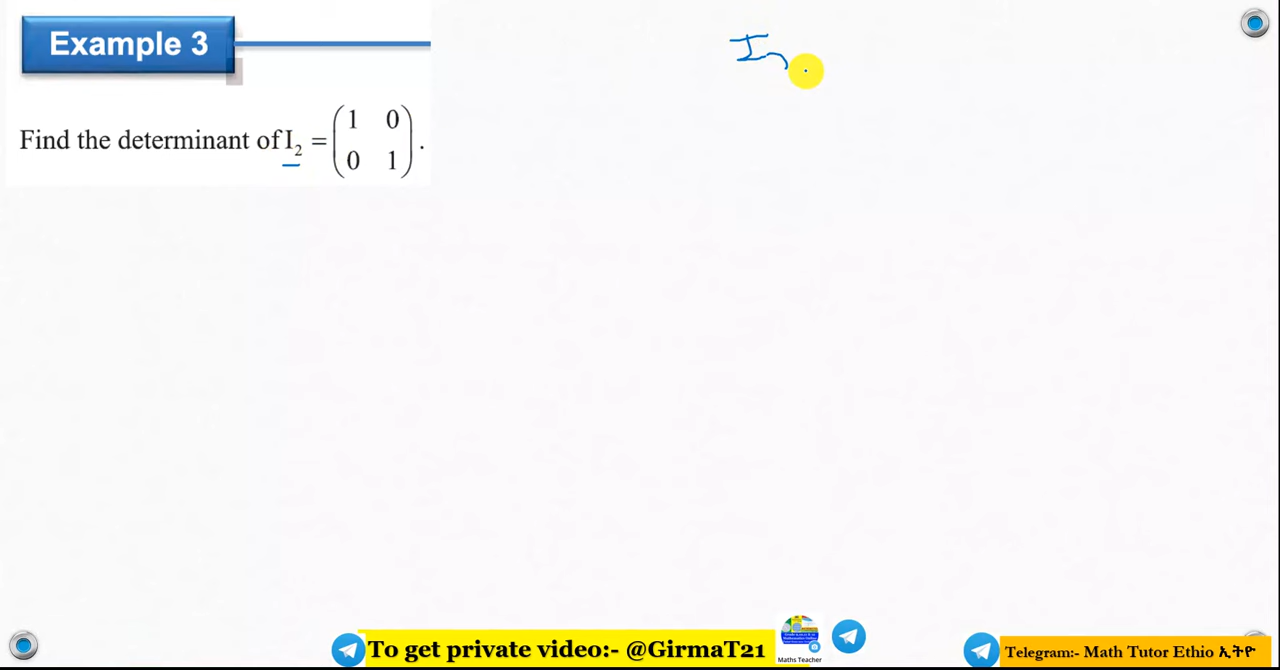 Example 3
I
Find the determinant of I₂ = (1 0
0 1).
To get private video:- @GirmaT21
Maths Teacher
Telegram:- Math Tutor Ethio ኢትዮ